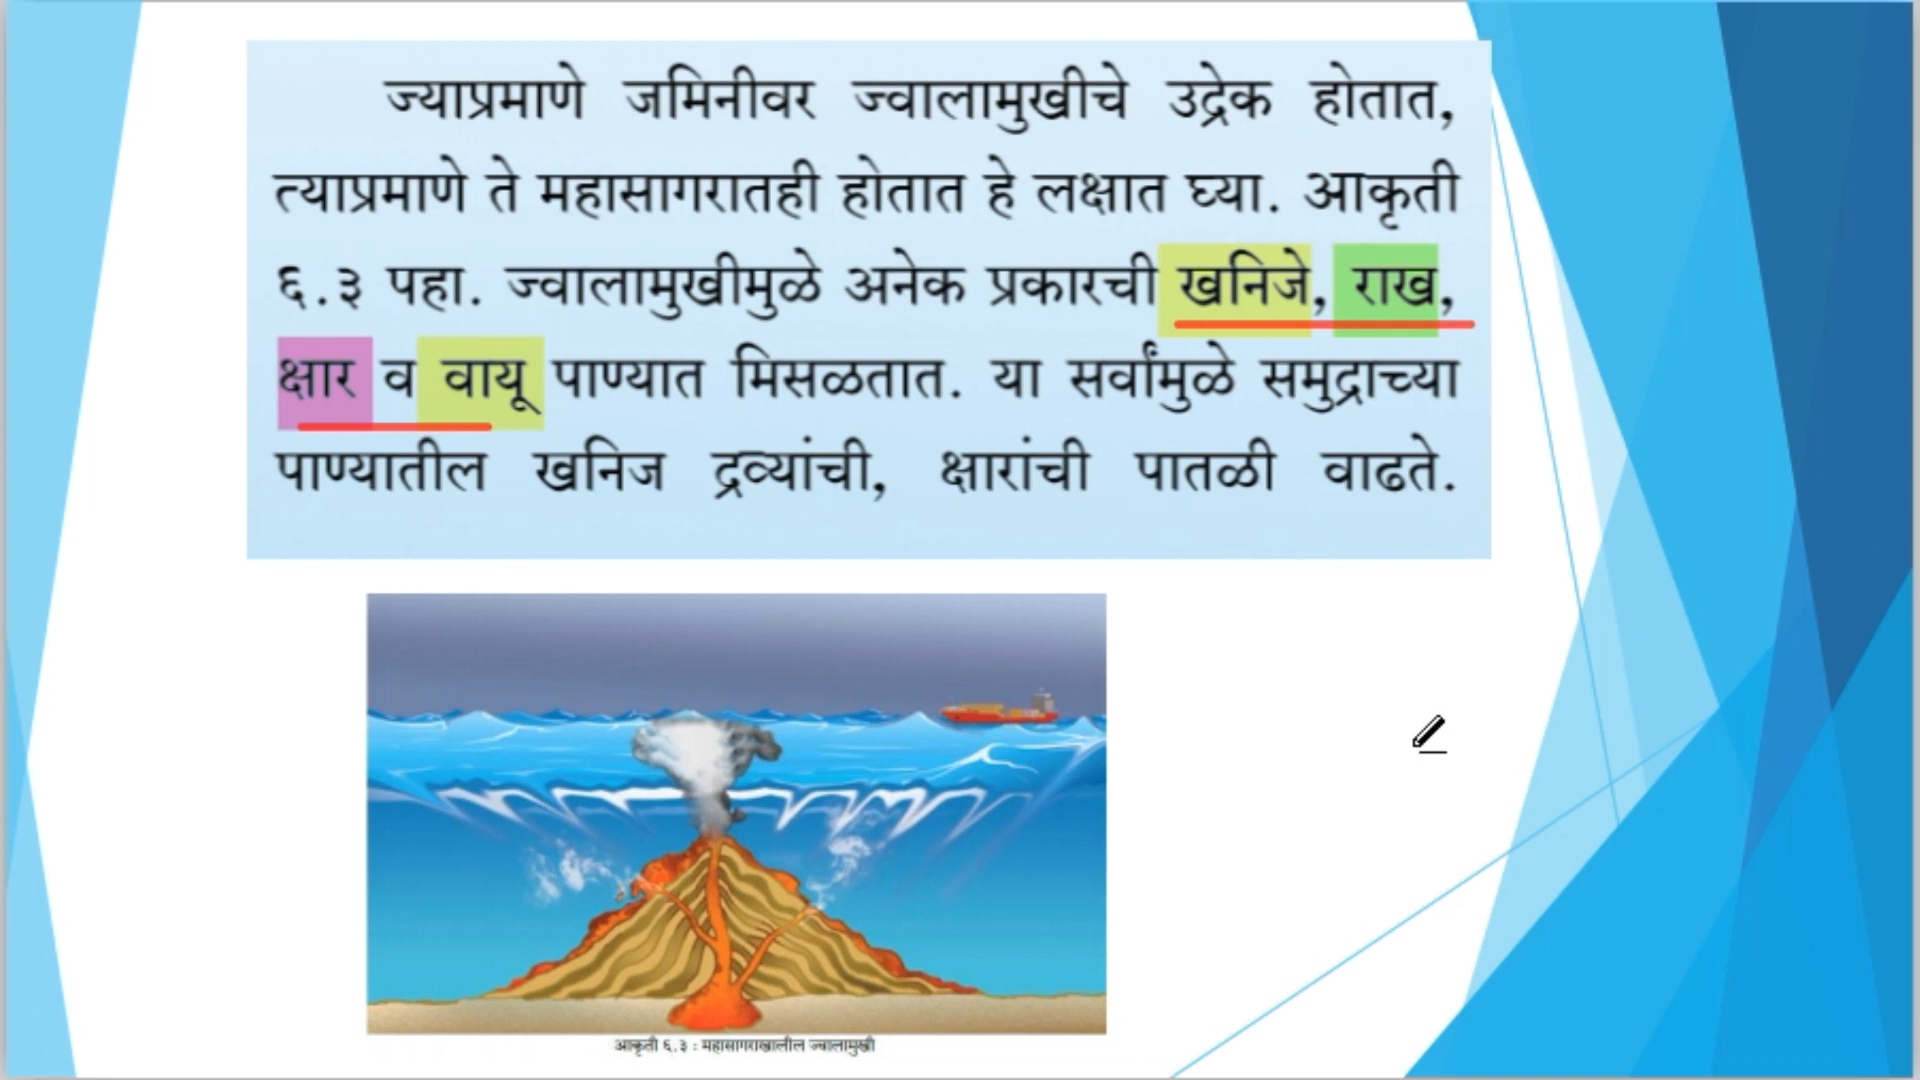 ज्याप्रमाणे जमिनीवर ज्वालामुखीचे उद्रेक होतात,
त्याप्रमाणे ते महासागरातही होतात हे लक्षात घ्या. आकृती
६.३ पहा. ज्वालामुखीमुळे अनेक प्रकारची खनिजे, राख,
क्षार व वायू पाण्यात मिसळतात. या सर्वांमुळे समुद्राच्या
पाण्यातील खनिज द्रव्यांची, क्षारांची पातळी वाढते.
आकृती ६.३ : महासागराखालील ज्वालामुखी